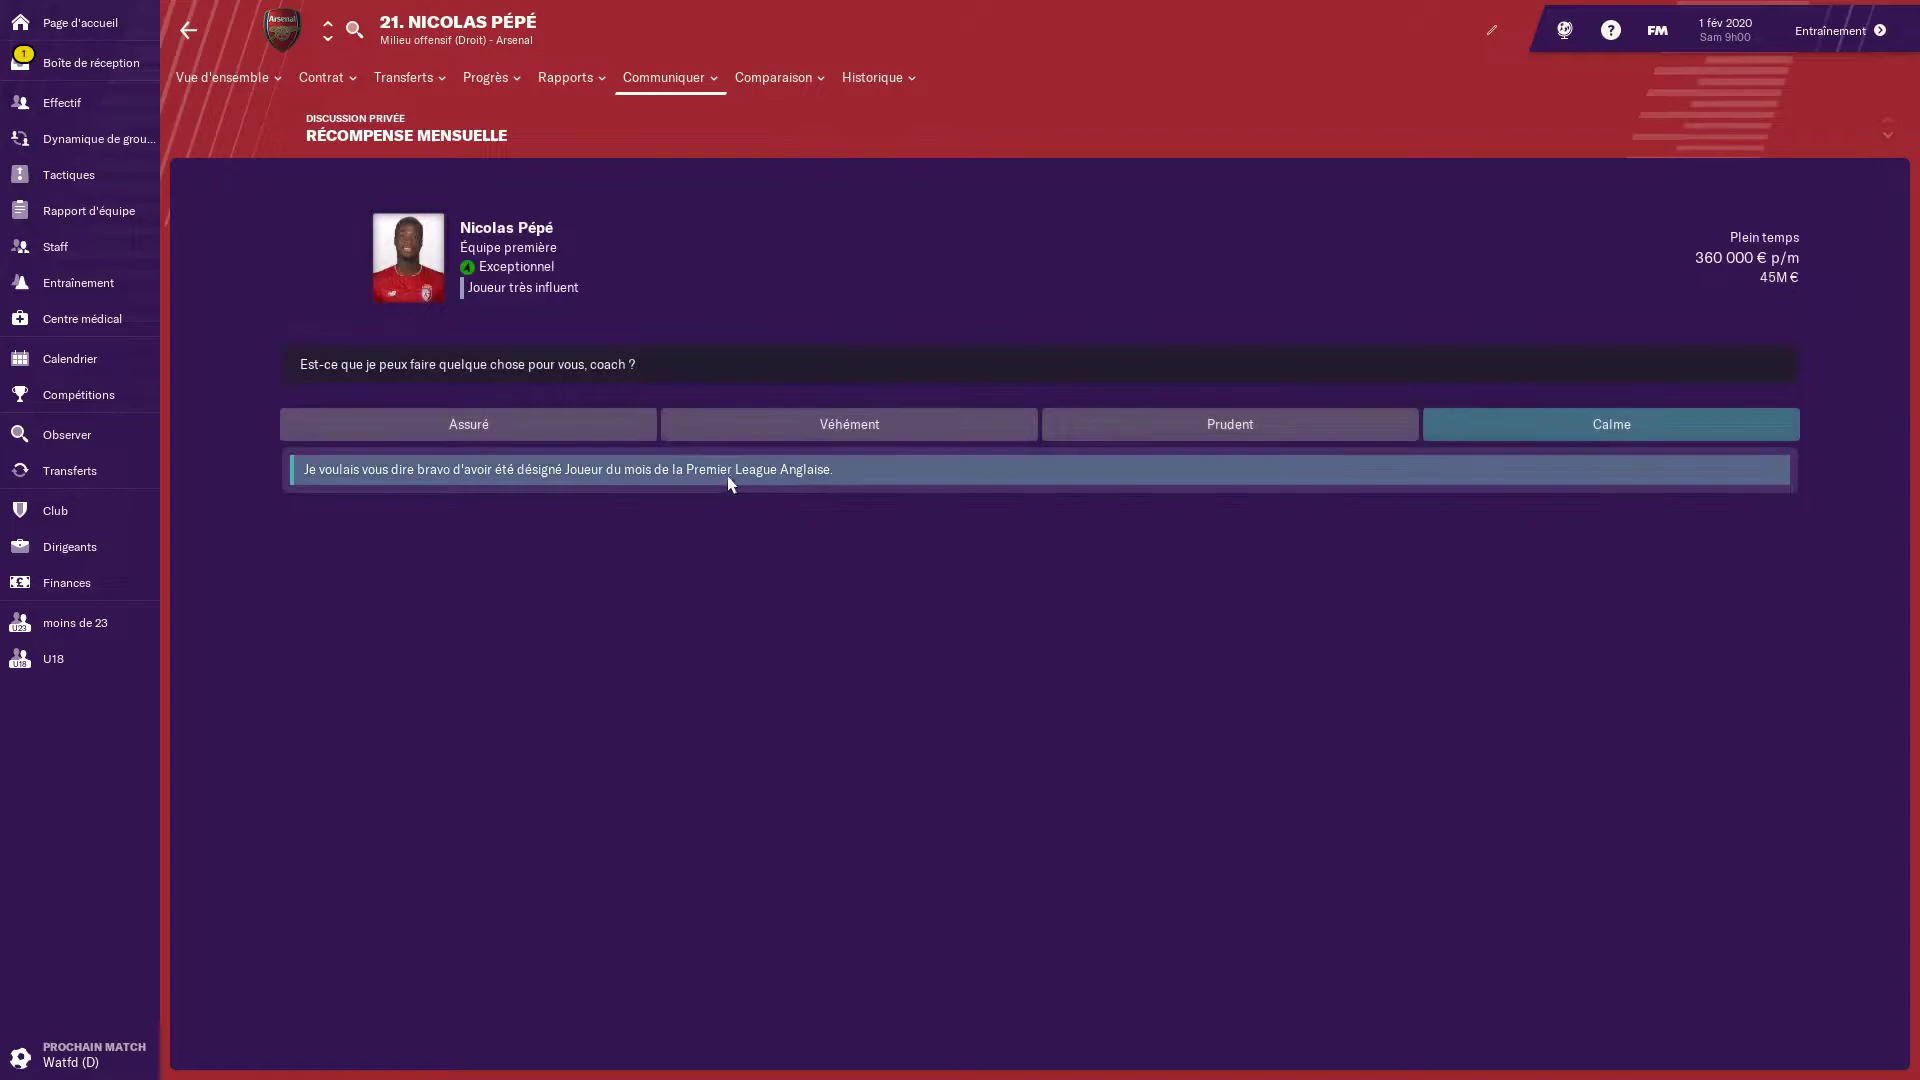 Page d'accueil
1
Boîte de réception
Effectif
Dynamique de grou...
Tactiques
Rapport d'équipe
Staff
Entraînement
Centre médical
Calendrier
Compétitions
Observer
Transferts
Club
Dirigeants
Finances
U23
moins de 23
U18
U18
PROCHAIN MATCH
Watfd (D)
Arsenal
21. NICOLAS PÉPÉ
Milieu offensif (Droit) - Arsenal
?
FM
1 fév 2020
Sam 9h00
Entraînement
Vue d'ensemble
Contrat
Transferts
Progrès
Rapports
Communiquer
Comparaison
Historique
DISCUSSION PRIVÉE
RÉCOMPENSE MENSUELLE
Nicolas Pépé
Équipe première
Exceptionnel
Joueur très influent
Plein temps
360 000 € p/m
45M €
Est-ce que je peux faire quelque chose pour vous, coach ?
Assuré
Véhément
Prudent
Calme
Je voulais vous dire bravo d'avoir été désigné Joueur du mois de la Premier League Anglaise.